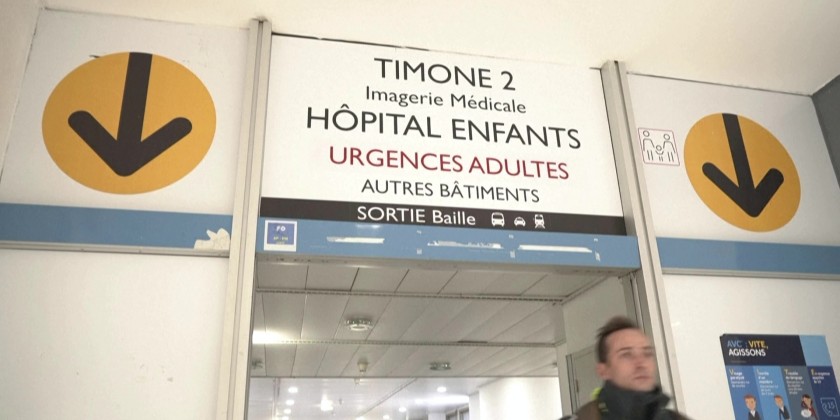 TIMONE 2
Imagerie Médicale
HÔPITAL ENFANTS
URGENCES ADULTES
AUTRES BÂTIMENTS
SORTIE Baille
AVC : VITE,
AGISSONS